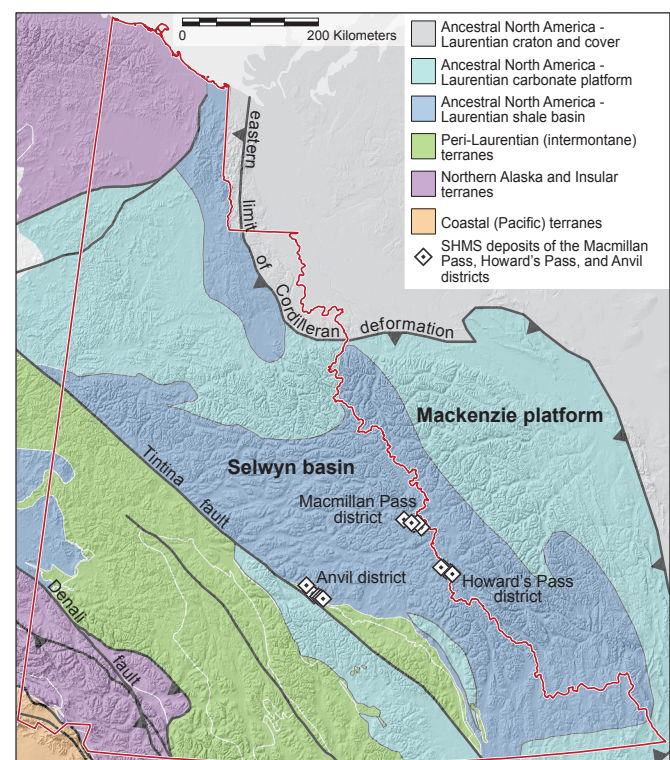 0
200 Kilometers
Ancestral North America -
Laurentian craton and cover
Ancestral North America -
Laurentian carbonate platform
Ancestral North America -
Laurentian shale basin
Peri-Laurentian (intermontane)
terranes
Northern Alaska and Insular
terranes
Coastal (Pacific) terranes
SHMS deposits of the Macmillan
Pass, Howard's Pass, and Anvil
districts
eastern limit of Cordilleran deformation
Mackenzie platform
Selwyn basin
Tintina fault
Macmillan Pass
district
Anvil district
Howard's Pass
district
Denali fault